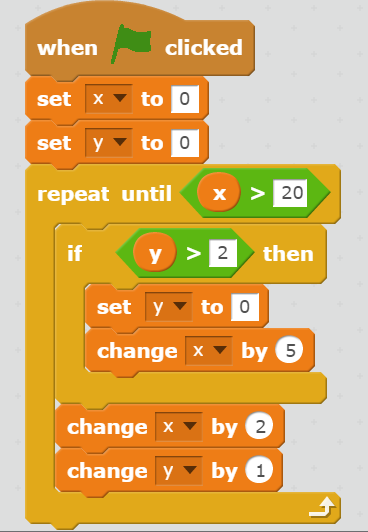 when clicked
set x to 0
set y to 0
repeat until x > 20
if y > 2 then
set y to 0
change x by 5
change x by 2
change y by 1